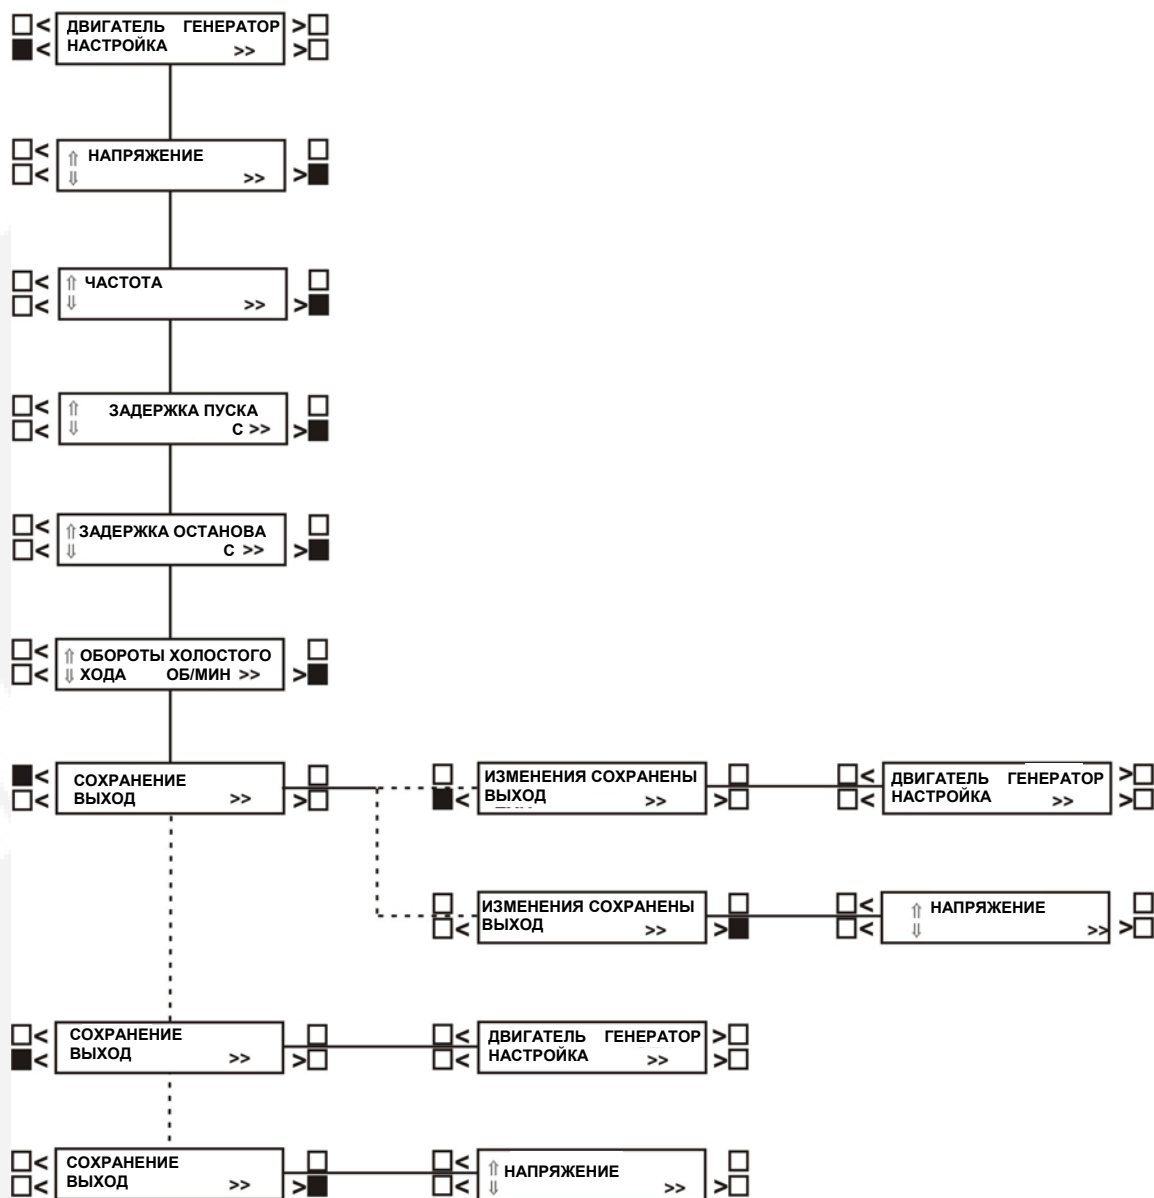 < ДВИГАТЕЛЬ ГЕНЕРАТОР >
< НАСТРОЙКА >> >
< ⇑ НАПРЯЖЕНИЕ
< ⇓ >> >
< ⇑ ЧАСТОТА
< ⇓ >> >
< ⇑ ЗАДЕРЖКА ПУСКА
< ⇓ С >> >
< ⇑ ЗАДЕРЖКА ОСТАНОВА
< ⇓ С >> >
< ⇑ ОБОРОТЫ ХОЛОСТОГО
< ⇓ ХОДА ОБ/МИН >> >
< СОХРАНЕНИЕ
< ВЫХОД >> >
ИЗМЕНЕНИЯ СОХРАНЕНЫ
< ВЫХОД >> >
< ДВИГАТЕЛЬ ГЕНЕРАТОР >
< НАСТРОЙКА >> >
ИЗМЕНЕНИЯ СОХРАНЕНЫ
< ВЫХОД >> >
< ⇑ НАПРЯЖЕНИЕ
< ⇓ >> >
< СОХРАНЕНИЕ
< ВЫХОД >> >
< ДВИГАТЕЛЬ ГЕНЕРАТОР >
< НАСТРОЙКА >> >
< СОХРАНЕНИЕ
< ВЫХОД >> >
< ⇑ НАПРЯЖЕНИЕ
< ⇓ >> >